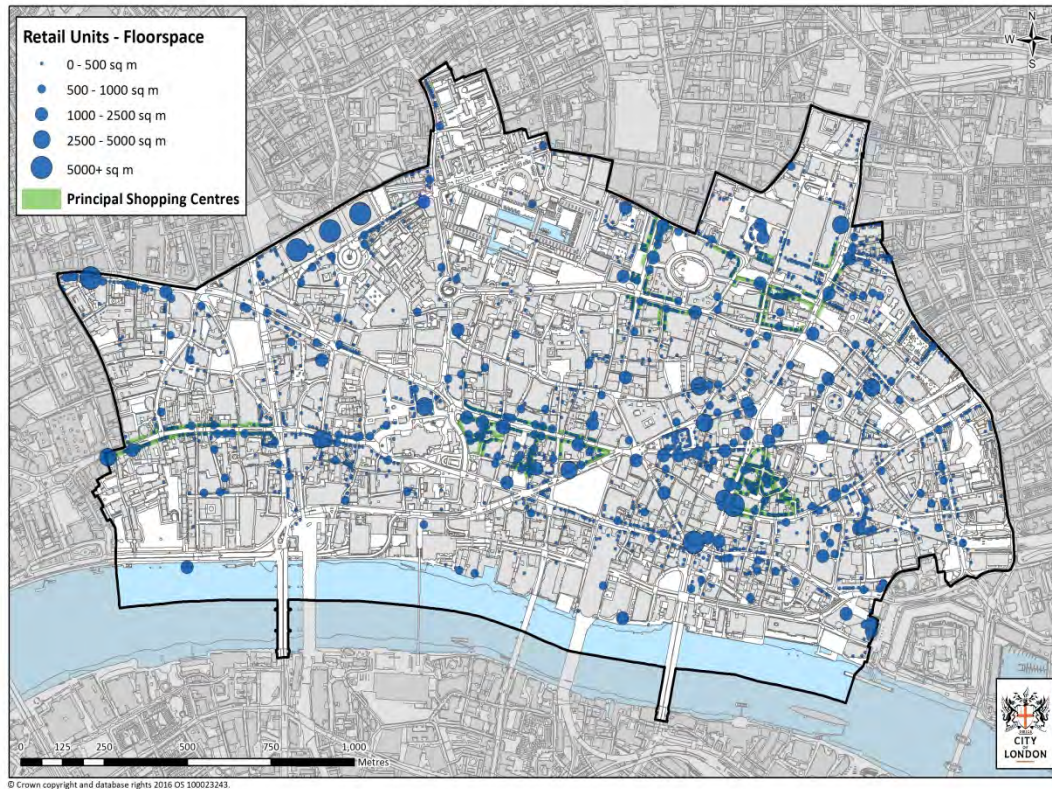 Retail Units - Floorspace
0 - 500 sq m
500 - 1000 sq m
1000 - 2500 sq m
2500 - 5000 sq m
5000+ sq m
Principal Shopping Centres
N
W
S
0 125 250 500 750 1,000
Metres
CITY
OF
LONDON
© Crown copyright and database rights 2016 OS 100023243.